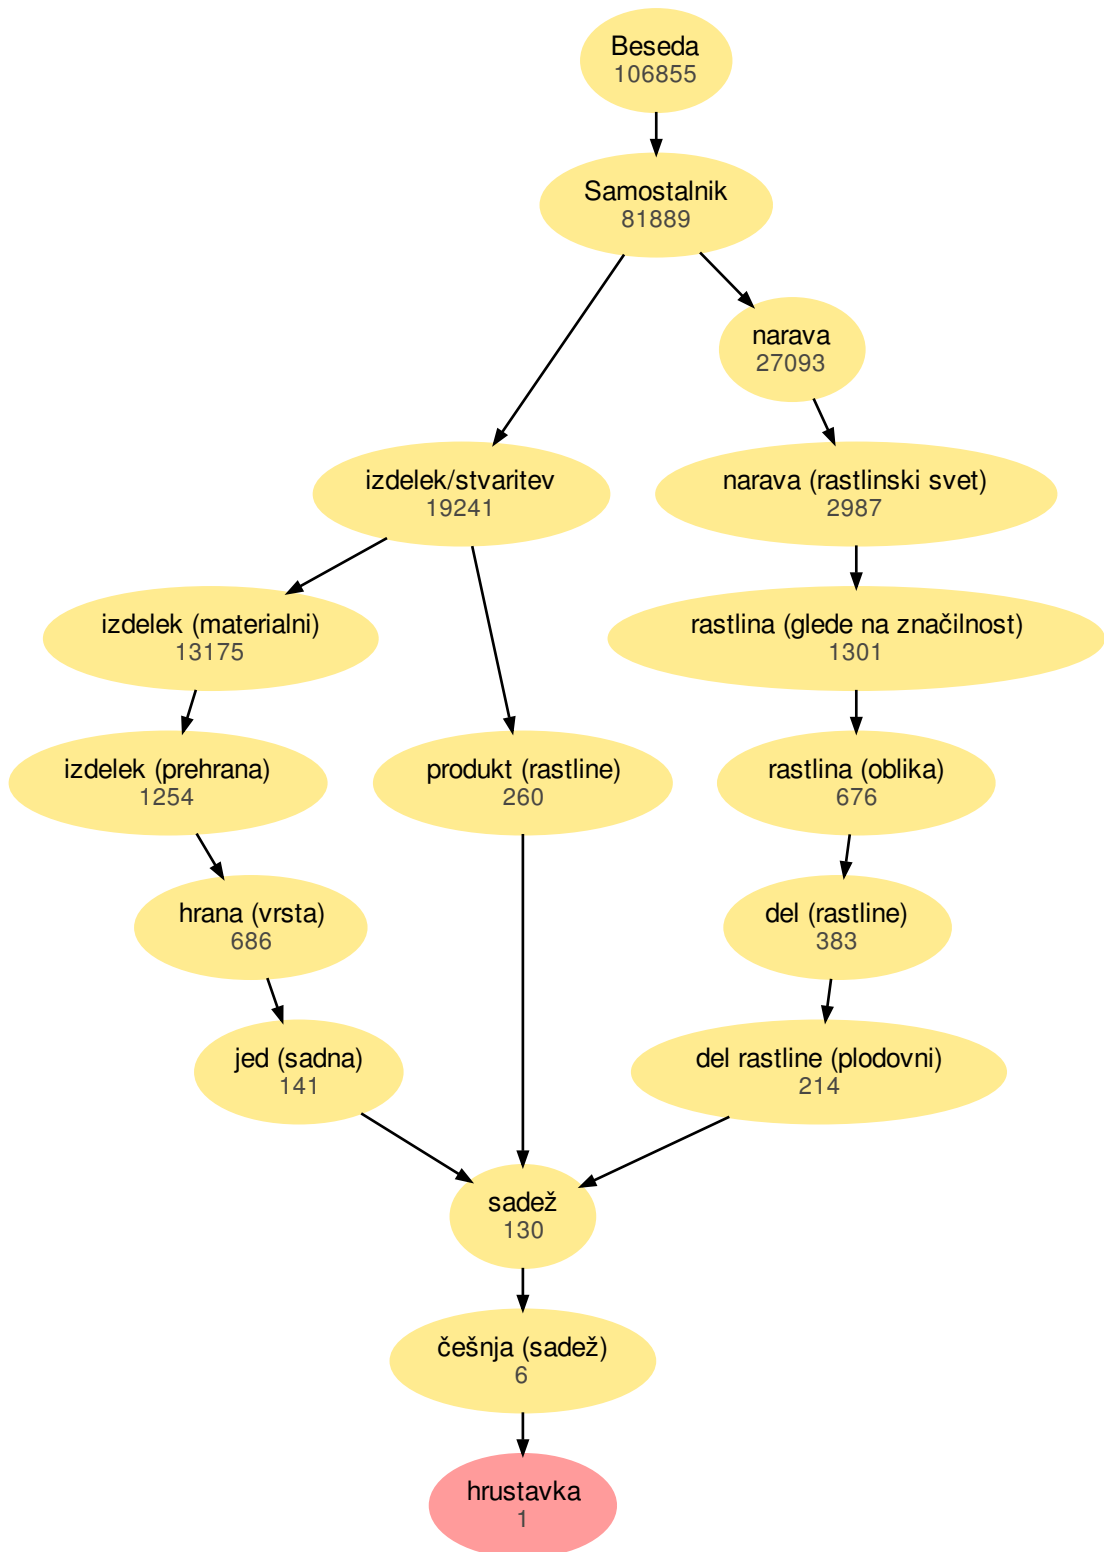 Beseda
106855
Samostalnik
81889
narava
27093
izdelek/stvaritev
19241
narava (rastlinski svet)
2987
izdelek (materialni)
13175
rastlina (glede na značilnost)
1301
izdelek (prehrana)
1254
produkt (rastline)
260
rastlina (oblika)
676
hrana (vrsta)
686
del (rastline)
383
jed (sadna)
141
del rastline (plodovni)
214
sadež
130
češnja (sadež)
6
hrustavka
1